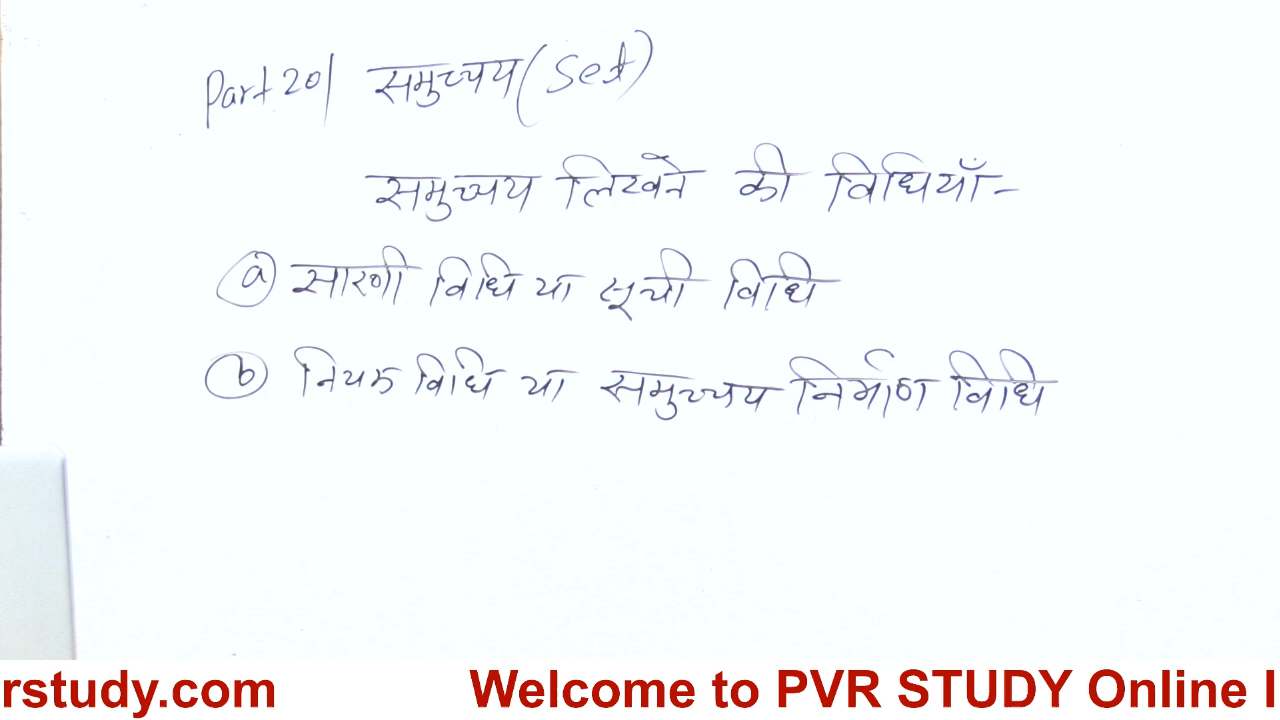 Part 20| समुच्चय (Set)
समुच्चय लिखने की विधियाँ-
(a) सारणी विधि या सूची विधि
(b) नियम विधि या समुच्चय निर्माण विधि
rstudy.com Welcome to PVR STUDY Online I